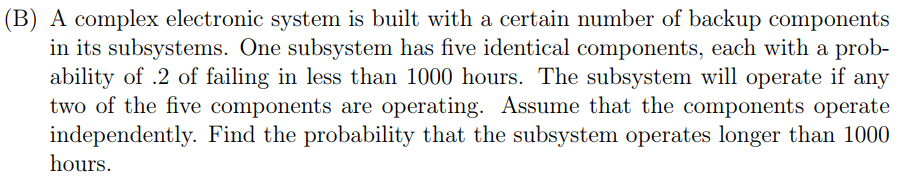 (B) A complex electronic system is built with a certain number of backup components
in its subsystems. One subsystem has five identical components, each with a prob-
ability of .2 of failing in less than 1000 hours. The subsystem will operate if any
two of the five components are operating. Assume that the components operate
independently. Find the probability that the subsystem operates longer than 1000
hours.